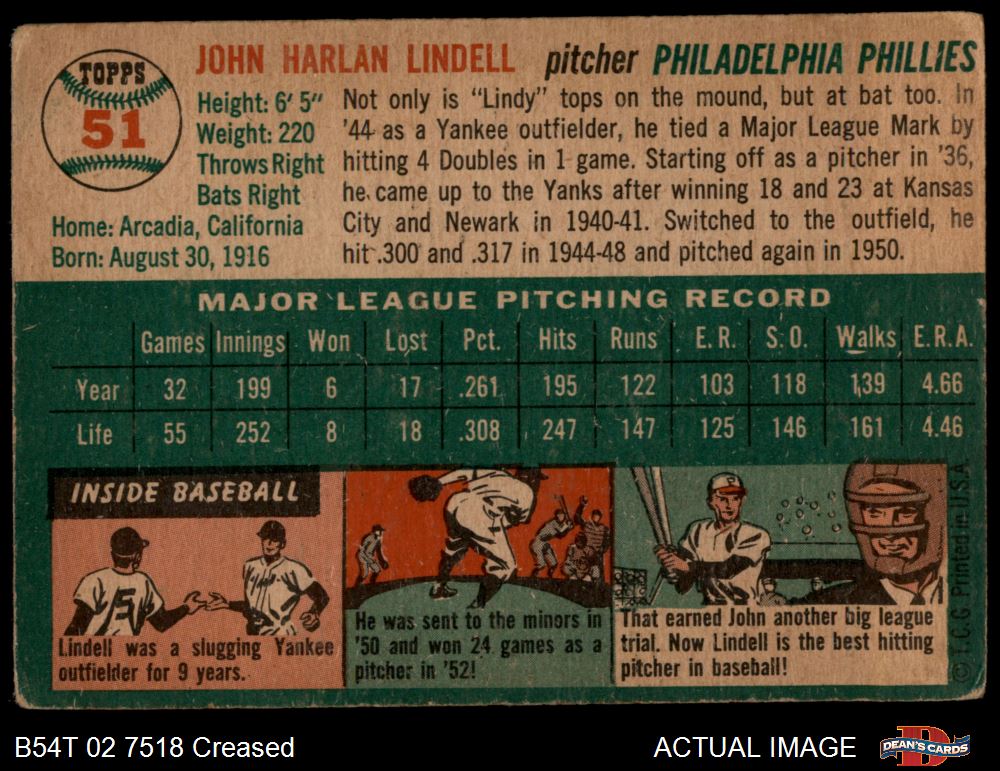 TOPPS
51
JOHN HARLAN LINDELL pitcher PHILADELPHIA PHILLIES
Height: 6' 5"
Weight: 220
Throws Right
Bats Right
Home: Arcadia, California
Born: August 30, 1916
Not only is "Lindy" tops on the mound, but at bat too. In
'44 as a Yankee outfielder, he tied a Major League Mark by
hitting 4 Doubles in 1 game. Starting off as a pitcher in '36,
he came up to the Yanks after winning 18 and 23 at Kansas
City and Newark in 1940-41. Switched to the outfield, he
hit .300 and .317 in 1944-48 and pitched again in 1950.
MAJOR LEAGUE PITCHING RECORD
Games Innings Won Lost Pct. Hits Runs E. R. S. O. Walks E. R. A.
Year 32 199 6 17 .261 195 122 103 118 139 4.66
Life 55 252 8 18 .308 247 147 125 146 161 4.46
INSIDE BASEBALL
5
Lindell was a slugging Yankee
outfielder for 9 years.
He was sent to the minors in
'50 and won 24 games as a
pitcher in '52!
P
That earned John another big league
trial. Now Lindell is the best hitting
pitcher in baseball!
© T. C. G. Printed in U.S.A.
B54T 02 7518 Creased
ACTUAL IMAGE
DEAN'S CARDS